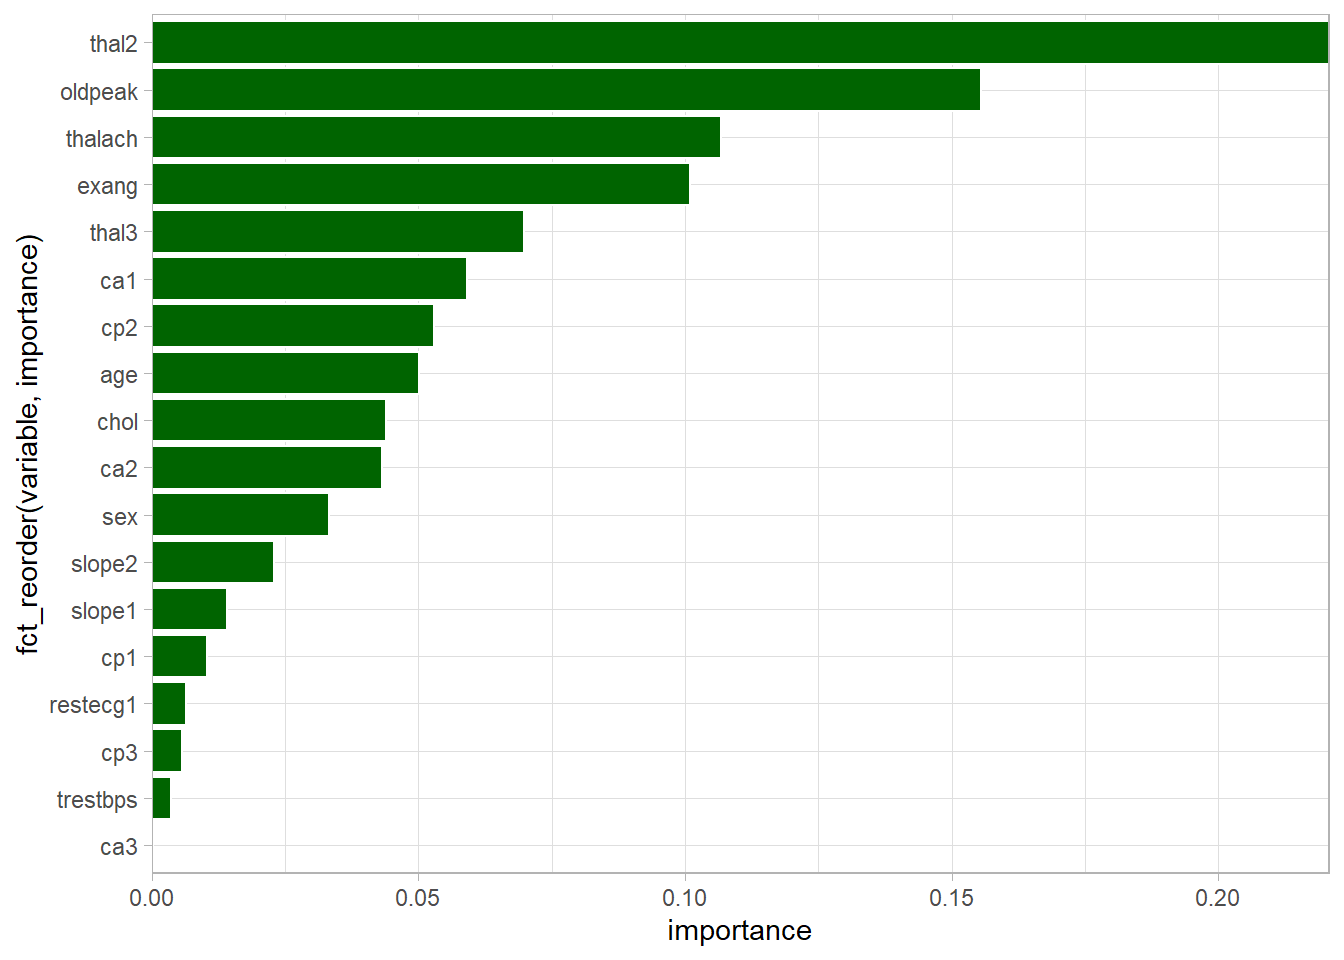 thal2
oldpeak
thalach
exang
thal3
ca1
cp2
age
chol
ca2
sex
slope2
slope1
cp1
restecg1
cp3
trestbps
ca3
fct_reorder(variable, importance)
0.00 0.05 0.10 0.15 0.20
importance